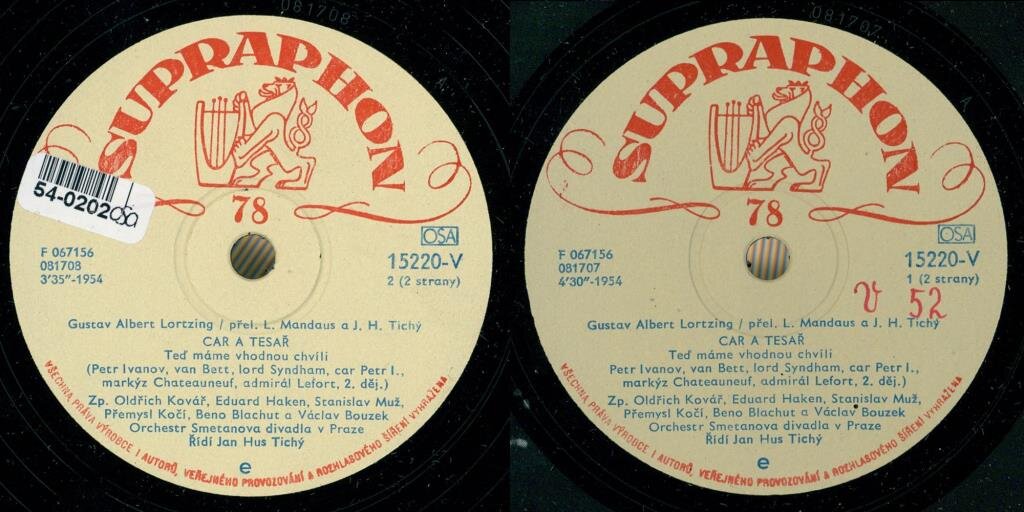 081708
A
SUPRAPHON
78
54-0202 osa
OSA
F 067156
081708
3'35"-1954
15220-V
2 (2 strany)
Gustav Albert Lortzing / přel. L. Mandaus a J. H. Tichý
CAR A TESAŘ
Teď máme vhodnou chvíli
(Petr Ivanov, van Bett, lord Syndham, car Petr I.,
markýz Chateauneuf, admirál Lefort, 2. děj.)
Zp. Oldřich Kovář, Eduard Haken, Stanislav Muž,
Přemysl Kočí, Beno Blachut a Václav Bouzek
Orchestr Smetanova divadla v Praze
Řídí Jan Hus Tichý
e
VŠECHNA PRÁVA VÝROBCE I AUTORŮ, VEŘEJNÉHO PROVOZOVÁNÍ A ROZHLASOVÉHO ŠÍŘENÍ VYHRAŽENA
081707
A
SUPRAPHON
78
OSA
F 067156
081707
4'30"-1954
15220-V
1 (2 strany)
V 52
Gustav Albert Lortzing / přel. L. Mandaus a J. H. Tichý
CAR A TESAŘ
Teď máme vhodnou chvíli
(Petr Ivanov, van Bett, lord Syndham, car Petr I.,
markýz Chateauneuf, admirál Lefort, 2. děj.)
Zp. Oldřich Kovář, Eduard Haken, Stanislav Muž,
Přemysl Kočí, Beno Blachut a Václav Bouzek
Orchestr Smetanova divadla v Praze
Řídí Jan Hus Tichý
e
VŠECHNA PRÁVA VÝROBCE I AUTORŮ, VEŘEJNÉHO PROVOZOVÁNÍ A ROZHLASOVÉHO ŠÍŘENÍ VYHRAŽENA